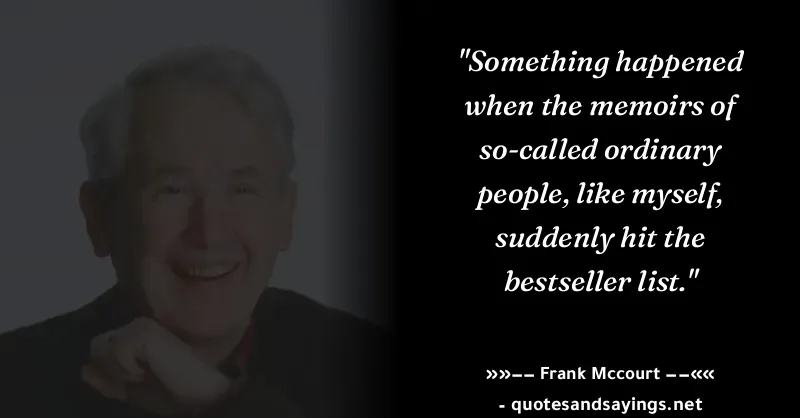 "Something happened
when the memoirs of
so-called ordinary
people, like myself,
suddenly hit the
bestseller list."
»»−− Frank Mccourt −−««
- quotesandsayings.net